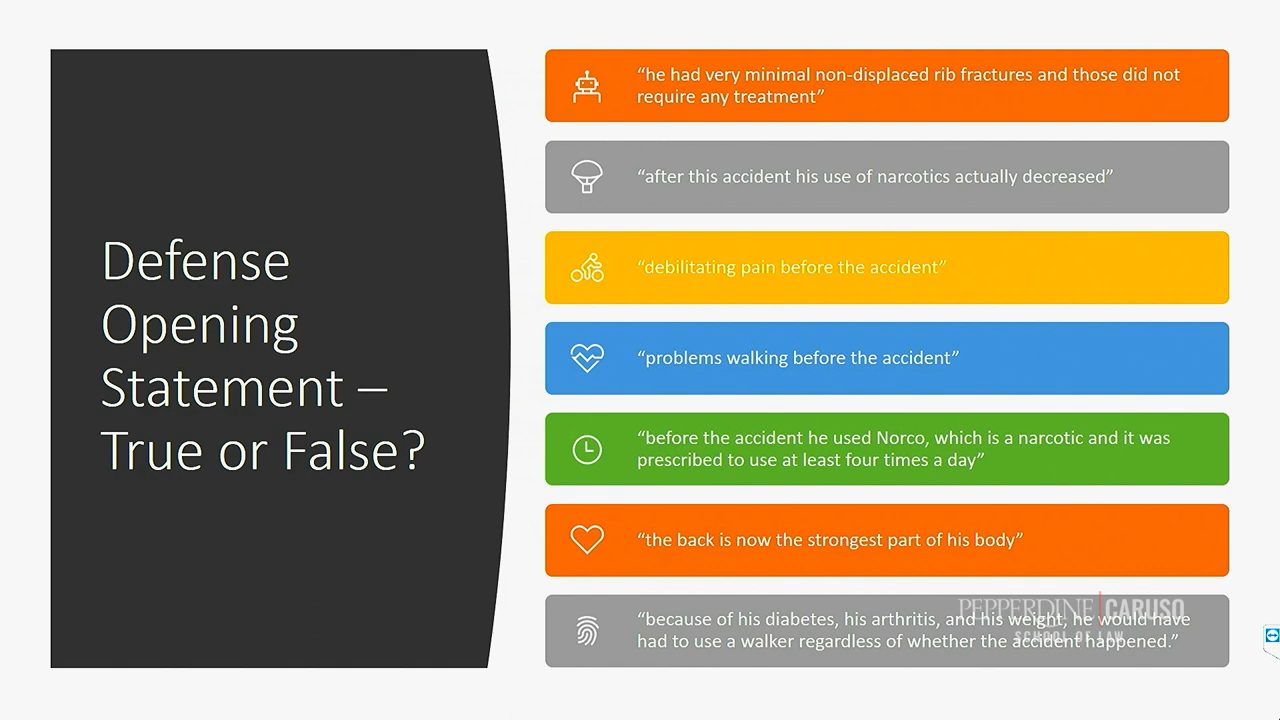 Defense
Opening
Statement –
True or False?
“he had very minimal non-displaced rib fractures and those did not
require any treatment”
“after this accident his use of narcotics actually decreased”
“debilitating pain before the accident”
“problems walking before the accident”
“before the accident he used Norco, which is a narcotic and it was
prescribed to use at least four times a day”
“the back is now the strongest part of his body”
“because of his diabetes, his arthritis, and his weight, he would have
had to use a walker regardless of whether the accident happened.”
PEPPERDINE | CARUSO
SCHOOL OF LAW